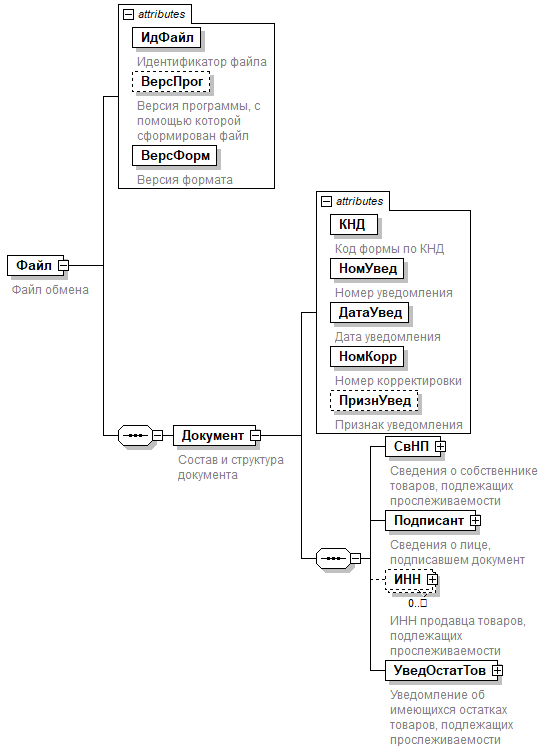 attributes
ИдФайл
Идентификатор файла
ВерсПрог
Версия программы, с
помощью которой
сформирован файл
ВерсФорм
Версия формата
Файл
Файл обмена
Документ
Состав и структура
документа
attributes
КНД
Код формы по КНД
НомУвед
Номер уведомления
ДатаУвед
Дата уведомления
НомКорр
Номер корректировки
ПризнУвед
Признак уведомления
СвНП
Сведения о собственнике
товаров, подлежащих
прослеживаемости
Подписант
Сведения о лице,
подписавшем документ
ИНН
0..□
ИНН продавца товаров,
подлежащих
прослеживаемости
УведОстатТов
Уведомление об
имеющихся остатках
товаров, подлежащих
прослеживаемости